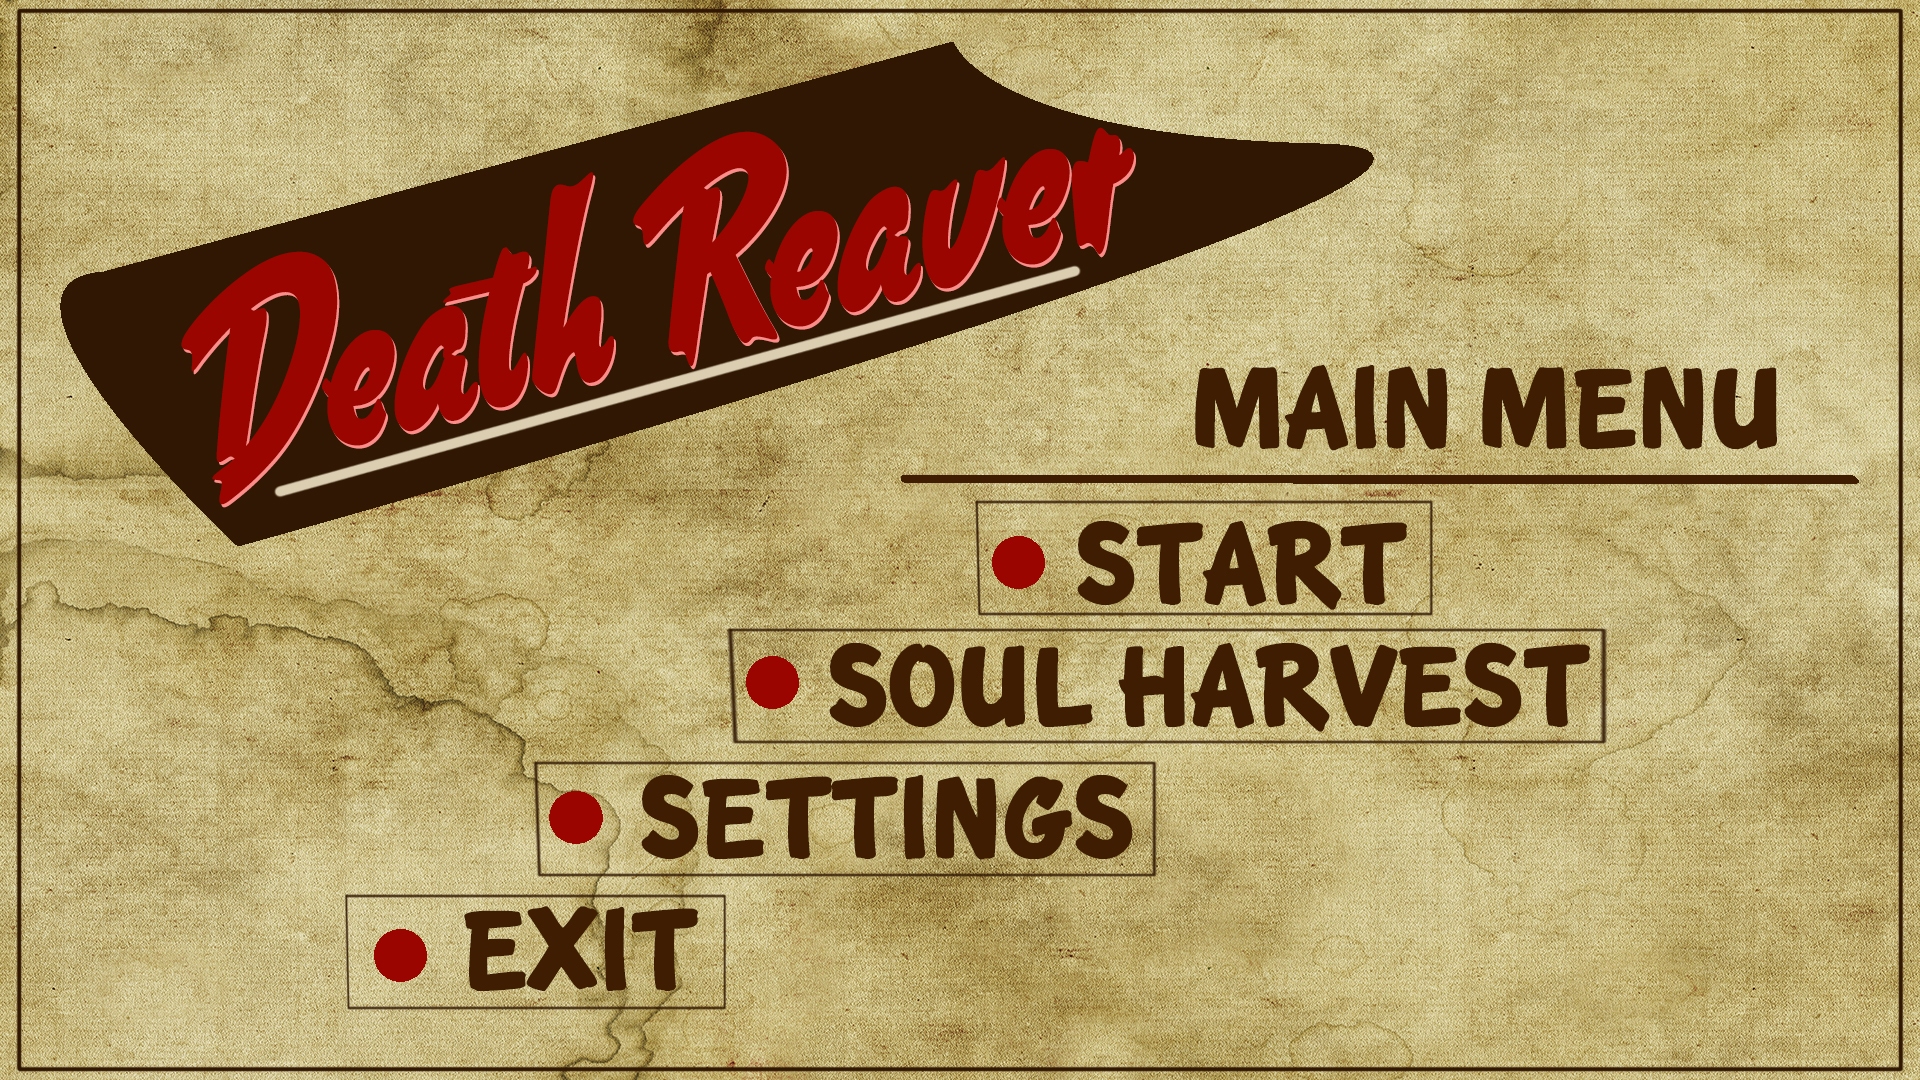 Death Reaver
MAIN MENU
START
SOUL HARVEST
SETTINGS
EXIT